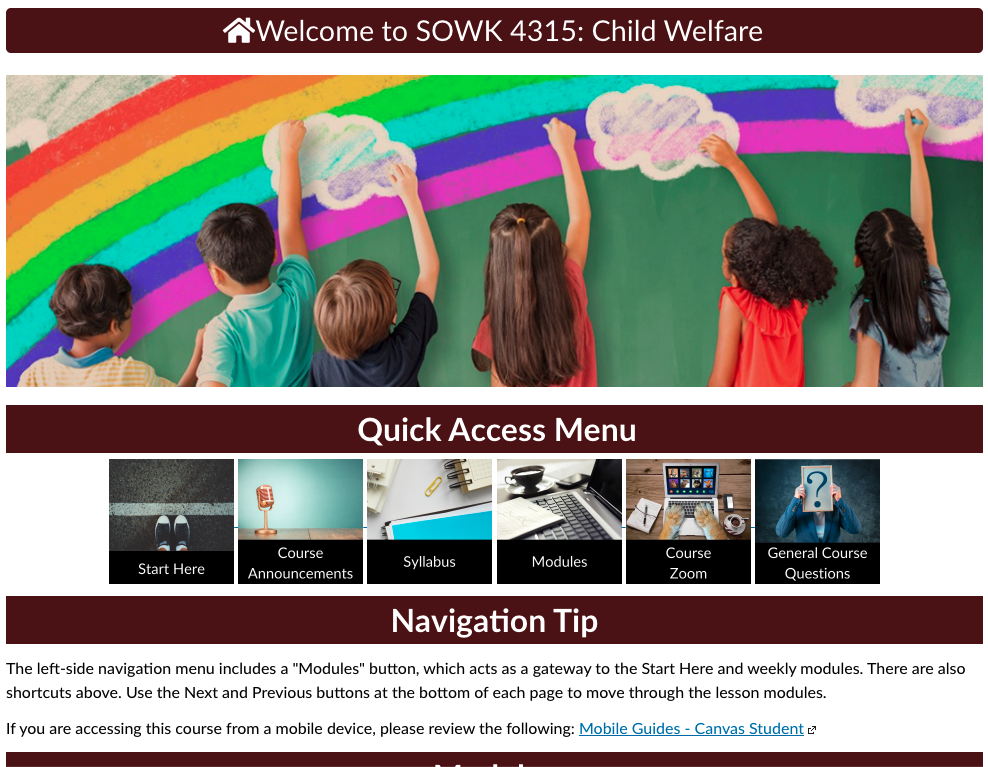 Welcome to SOWK 4315: Child Welfare
Quick Access Menu
Start Here
Course
Announcements
Syllabus
Modules
Course
Zoom
General Course
Questions
Navigation Tip
The left-side navigation menu includes a "Modules" button, which acts as a gateway to the Start Here and weekly modules. There are also
shortcuts above. Use the Next and Previous buttons at the bottom of each page to move through the lesson modules.
If you are accessing this course from a mobile device, please review the following: Mobile Guides - Canvas Student